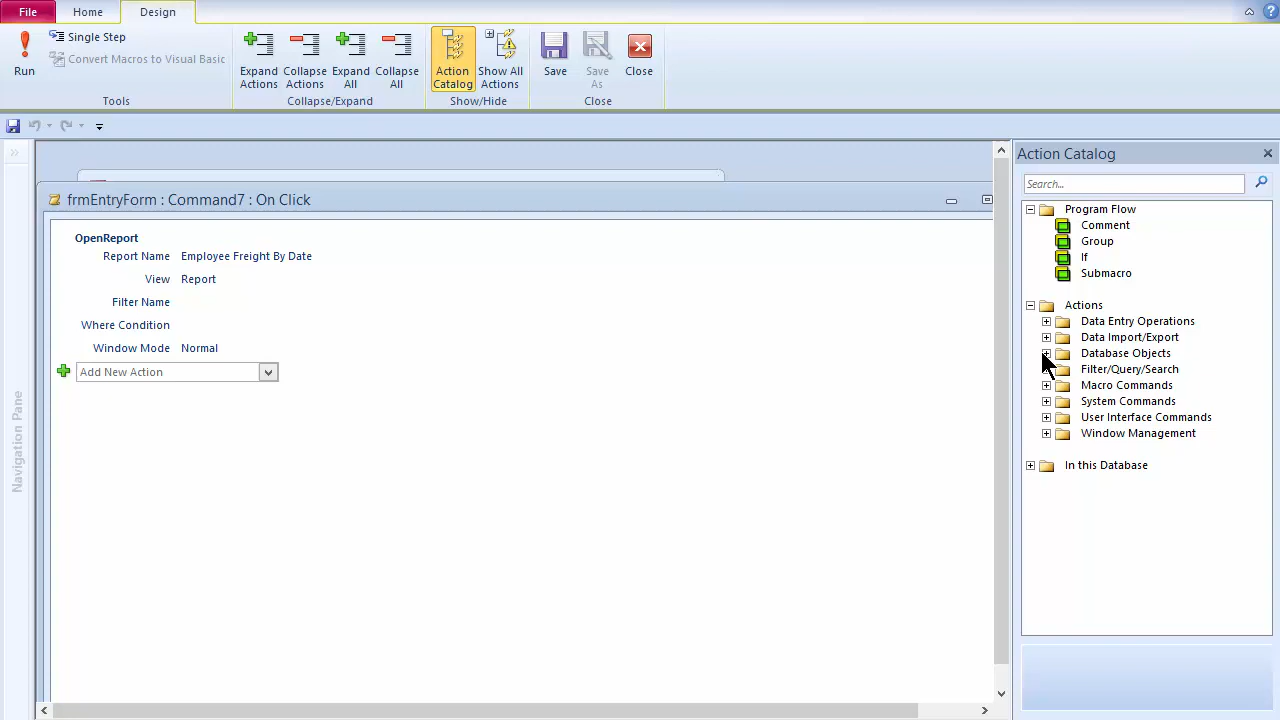 File
Home
Design
Run
Single Step
Convert Macros to Visual Basic
Tools
Expand Actions
Collapse Actions
Expand All
Collapse All
Collapse/Expand
Action Catalog
Show All Actions
Show/Hide
Save
Save As
Close
Close
Navigation Pane
frmEntryForm : Command7 : On Click
OpenReport
Report Name Employee Freight By Date
View Report
Filter Name
Where Condition
Window Mode Normal
Add New Action
Action Catalog
Search...
Program Flow
Comment
Group
If
Submacro
Actions
Data Entry Operations
Data Import/Export
Database Objects
Filter/Query/Search
Macro Commands
System Commands
User Interface Commands
Window Management
In this Database